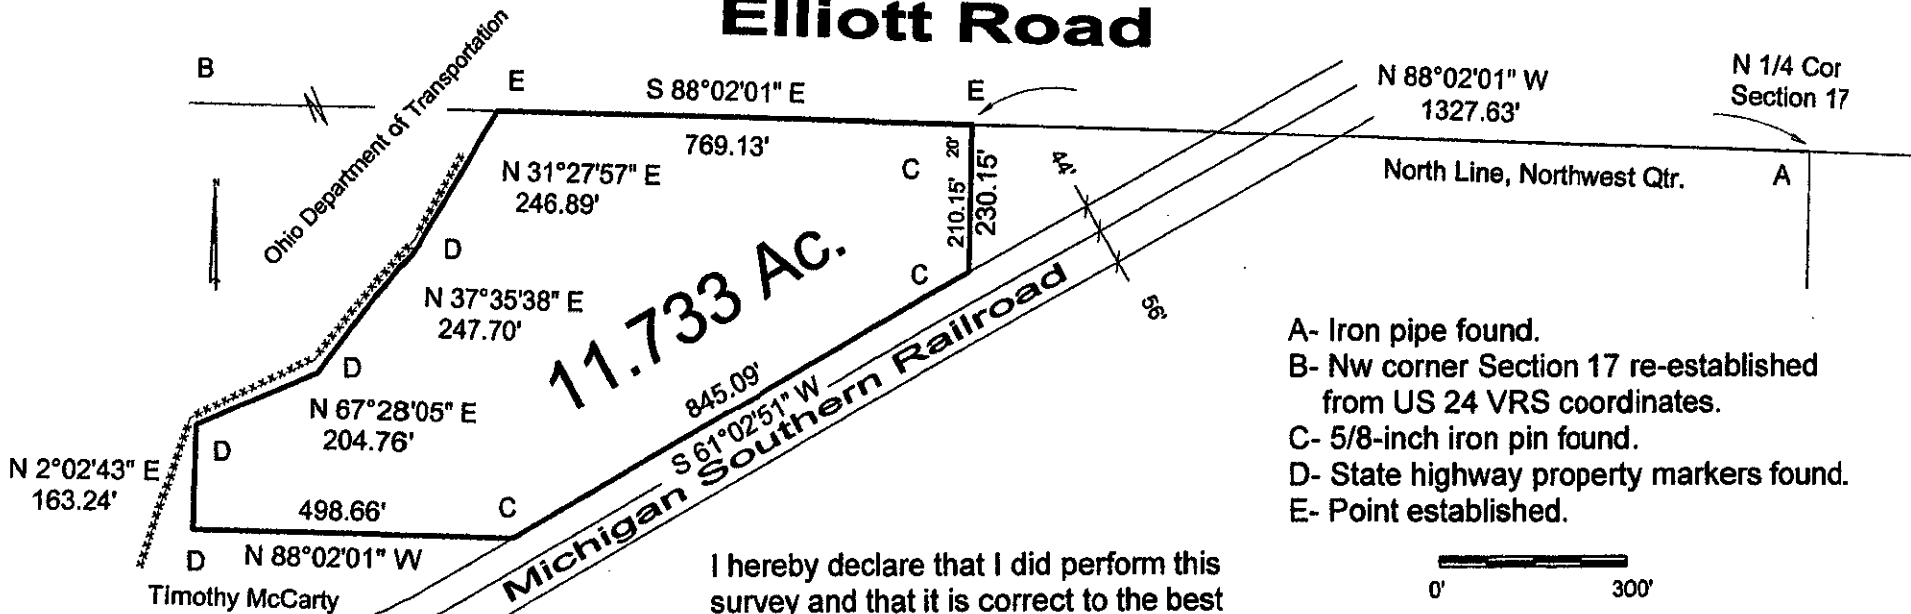 Elliott Road
B
Ohio Department of Transportation
E
S 88°02'01" E
769.13'
E
N 88°02'01" W
1327.63'
N 1/4 Cor
Section 17
North Line, Northwest Qtr.
A
N
N 31°27'57" E
246.89'
C
20'
210.15'
230.15'
44'
56'
D
N 37°35'38" E
247.70'
C
11.733 Ac.
D
N 67°28'05" E
204.76'
845.09'
S 61°02'51" W
Michigan Southern Railroad
D
N 2°02'43" E
163.24'
498.66'
C
D
N 88°02'01" W
Timothy McCarty
A- Iron pipe found.
B- Nw corner Section 17 re-established
from US 24 VRS coordinates.
C- 5/8-inch iron pin found.
D- State highway property markers found.
E- Point established.
0'
300'
I hereby declare that I did perform this
survey and that it is correct to the best